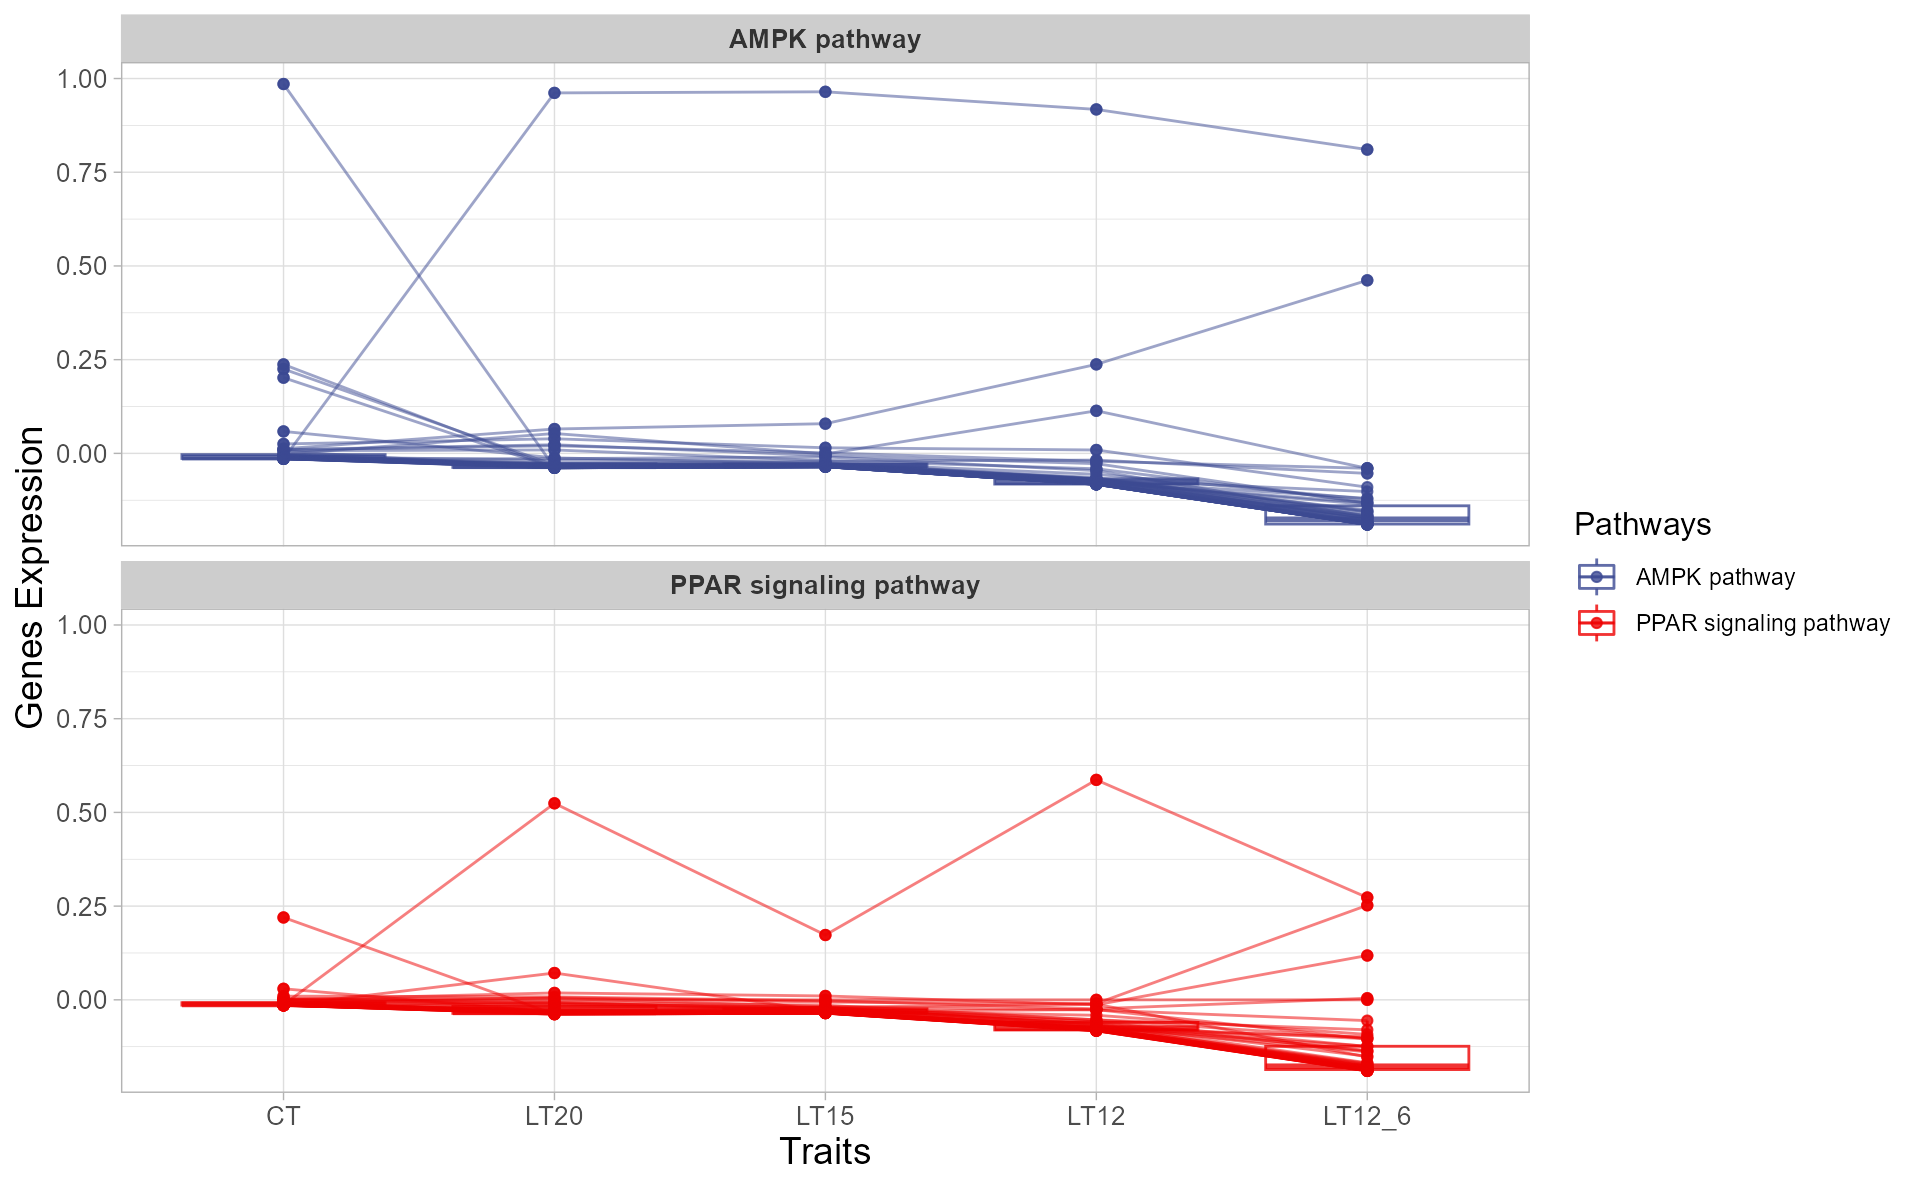 AMPK pathway
1.00
0.75
0.50
0.25
0.00
PPAR signaling pathway
1.00
0.75
0.50
0.25
0.00
CT LT20 LT15 LT12 LT12_6
Traits
Genes Expression
Pathways
AMPK pathway
PPAR signaling pathway